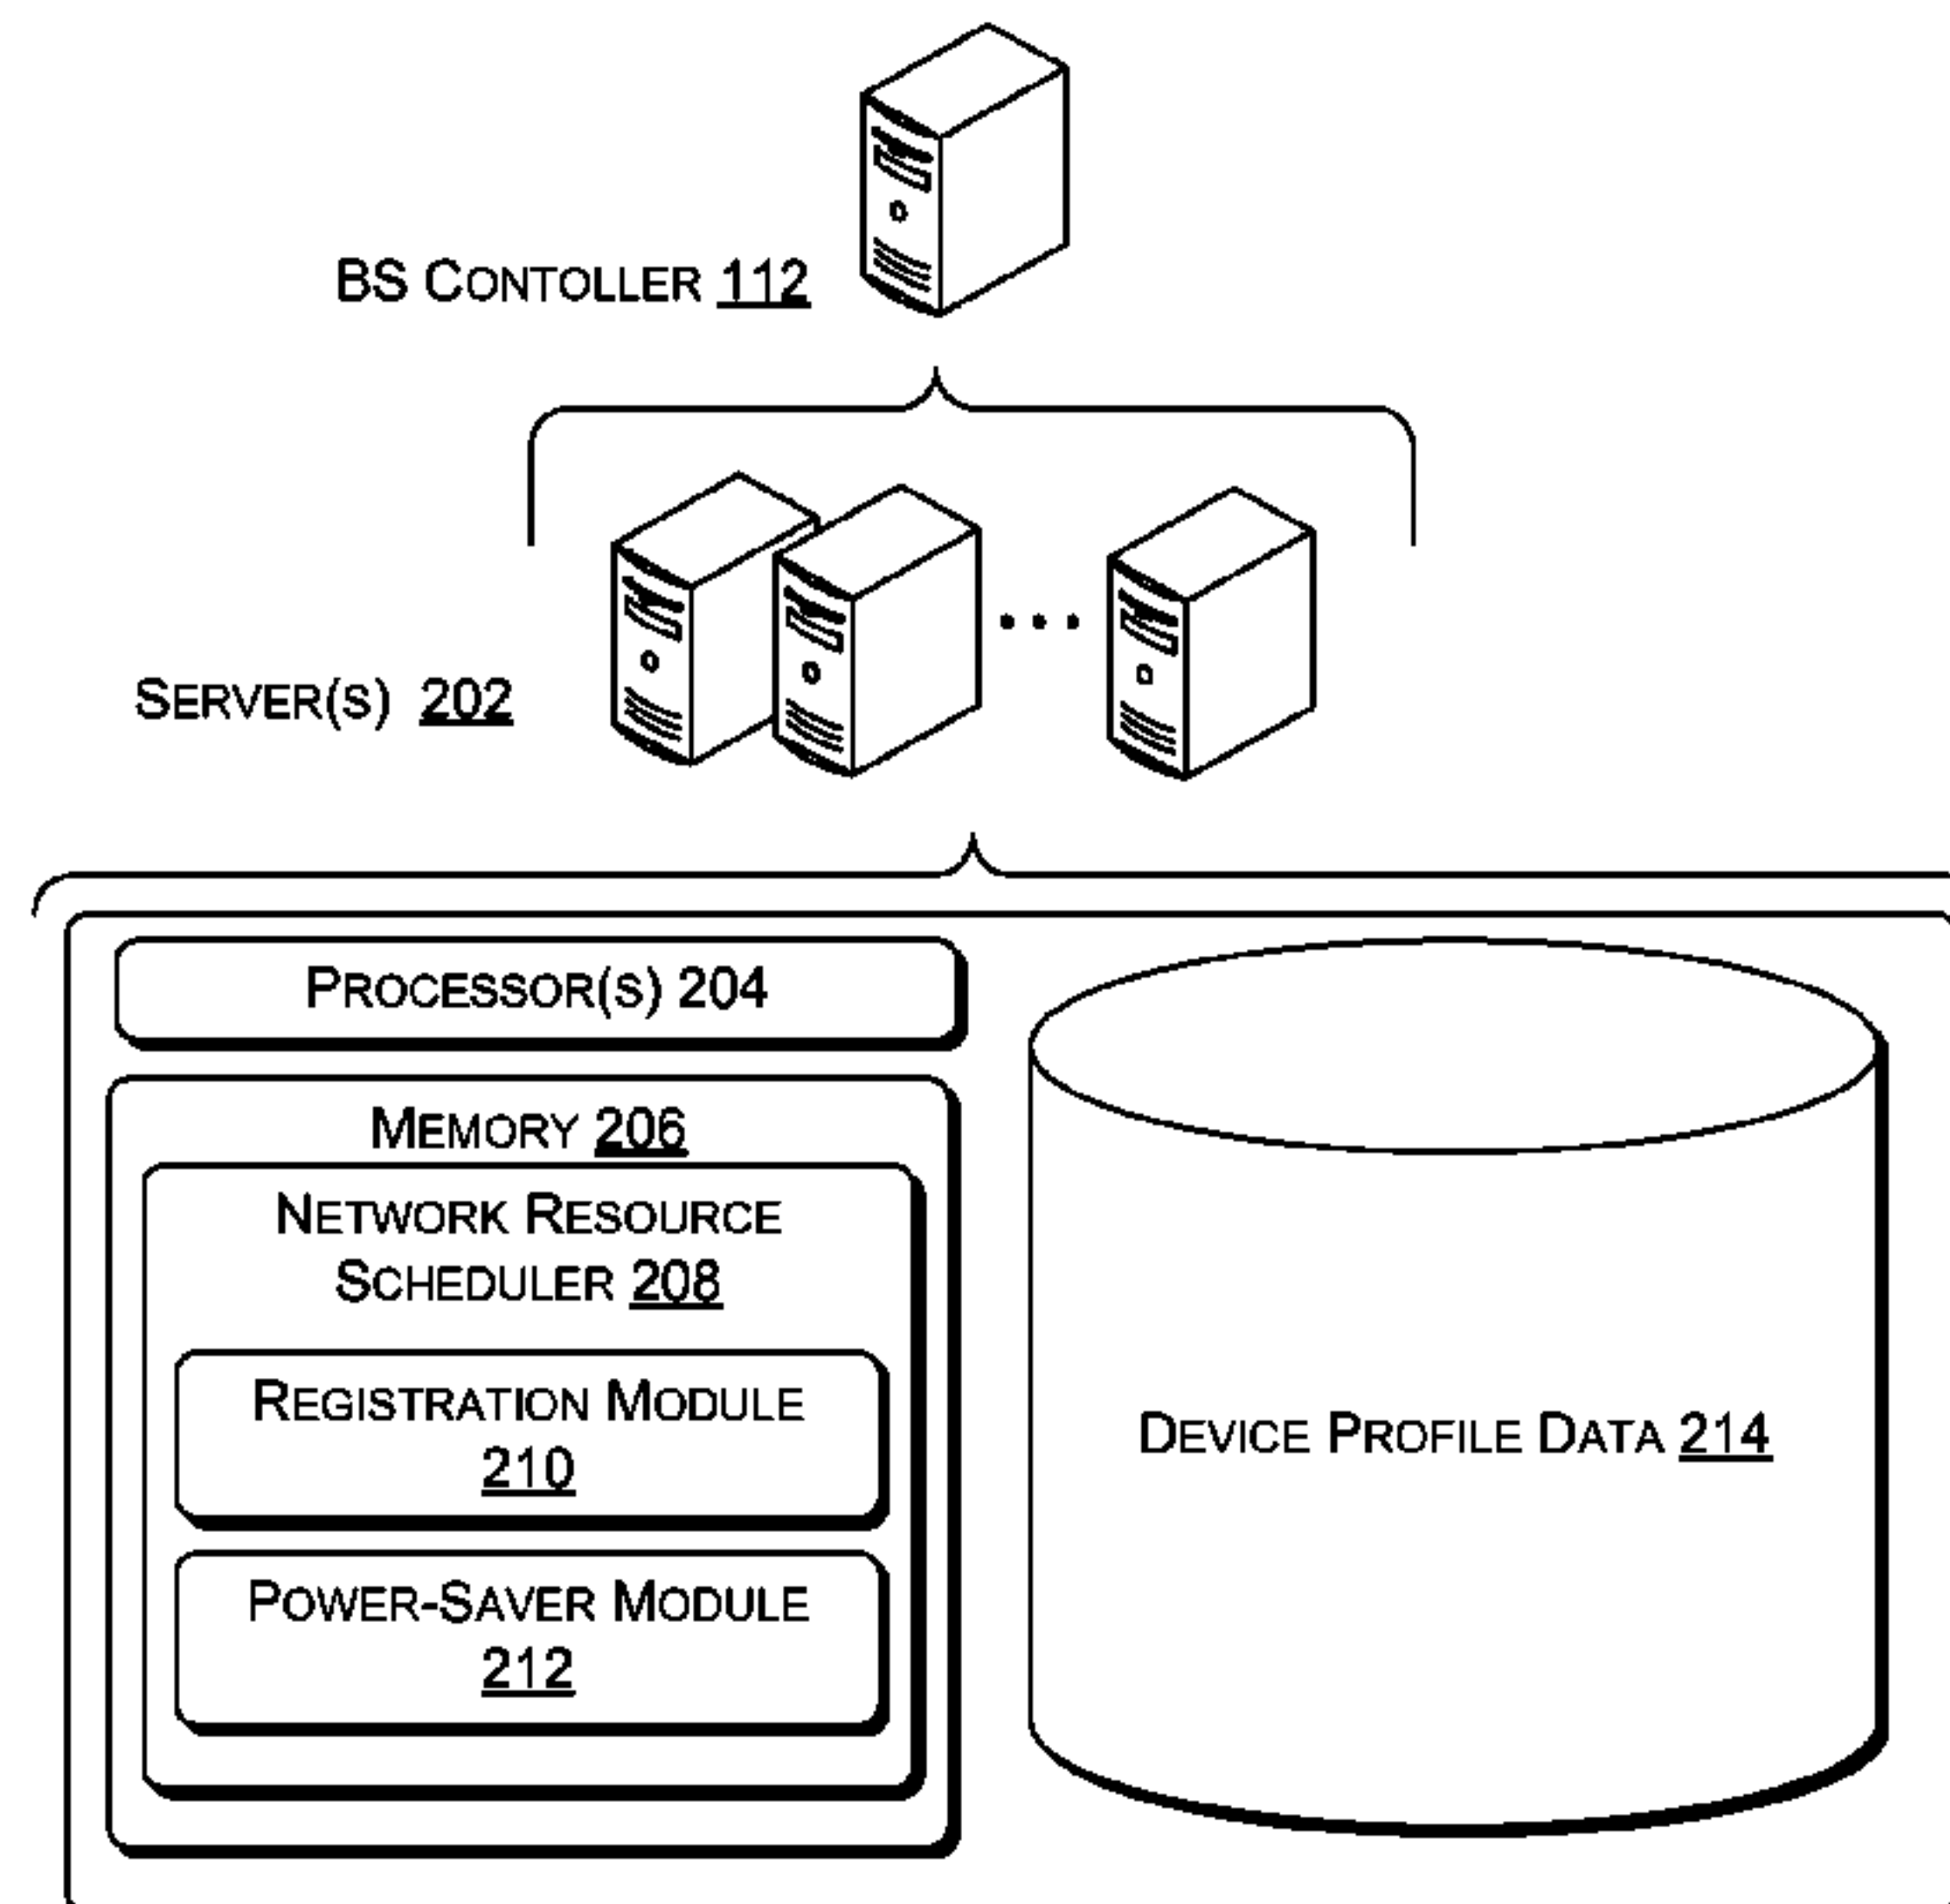 BS CONTOLLER 112
SERVER(S) 202
PROCESSOR(S) 204
MEMORY 206
NETWORK RESOURCE
SCHEDULER 208
REGISTRATION MODULE
210
POWER-SAVER MODULE
212
DEVICE PROFILE DATA 214